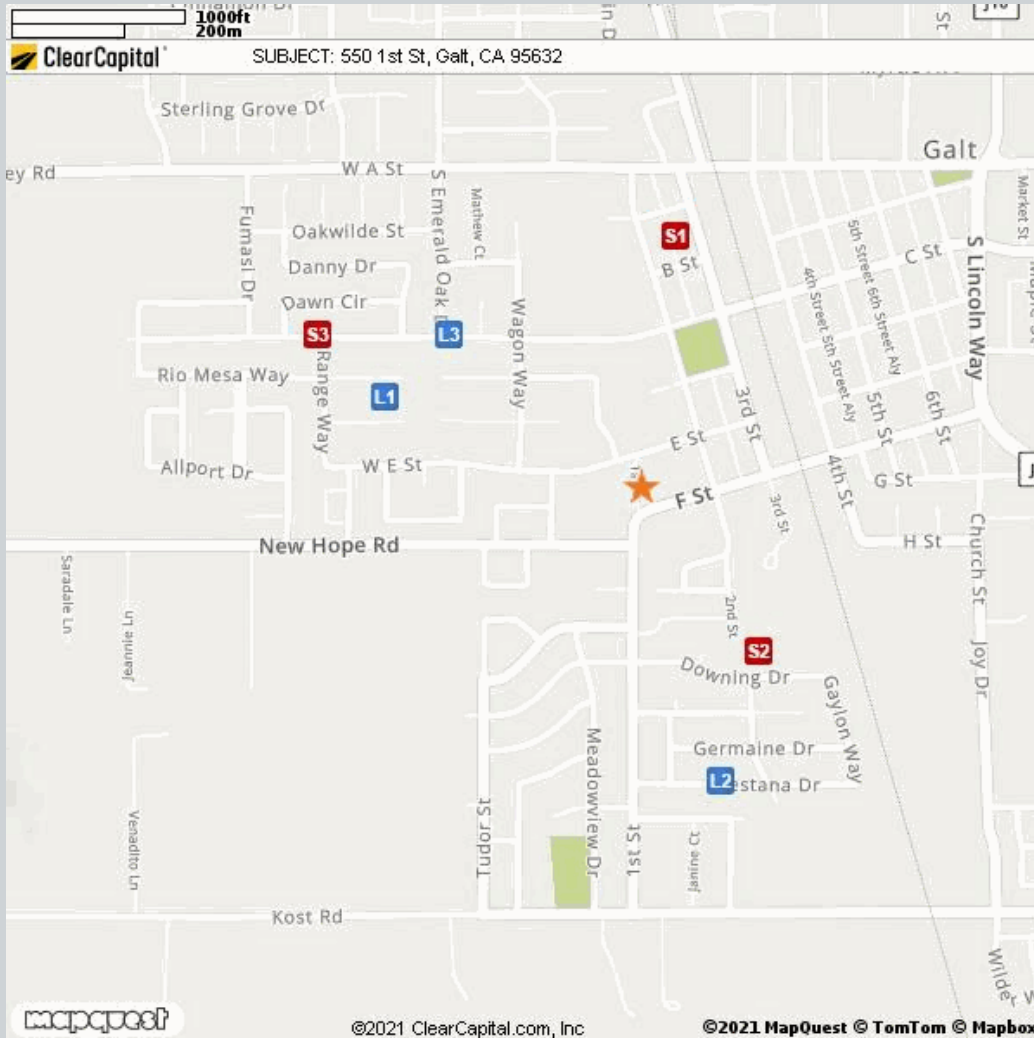 1000ft
200m
ClearCapital
SUBJECT: 550 1st St, Galt, CA 95632
Sterling Grove Dr
Galt
W A St
ey Rd
S Emerald Oak D
Mathew Ct
Market St
Fumasi Dr
Oakwilde St
S1
5th Street 6th Street Aly
S Lincoln Way
C St
B St
Danny Dr
4th Street 5th Street Aly
Dawn Cir
S3
L3
Wagon Way
Range Way
Rio Mesa Way
L1
3rd St
5th St
6th St
E St
Allport Dr
W E St
4th St
G St
F St
3rd St
New Hope Rd
H St
Church St
Saradale Ln
Jeannie Ln
2nd St
S2
Downing Dr
Joy Dr
Gaylon Way
Meadowview Dr
Germaine Dr
L2
estana Dr
Tudor St
1st St
Venadito Ln
Janine Ct
Kost Rd
mapquest
©2021 ClearCapital.com, Inc
©2021 MapQuest © TomTom © Mapbox